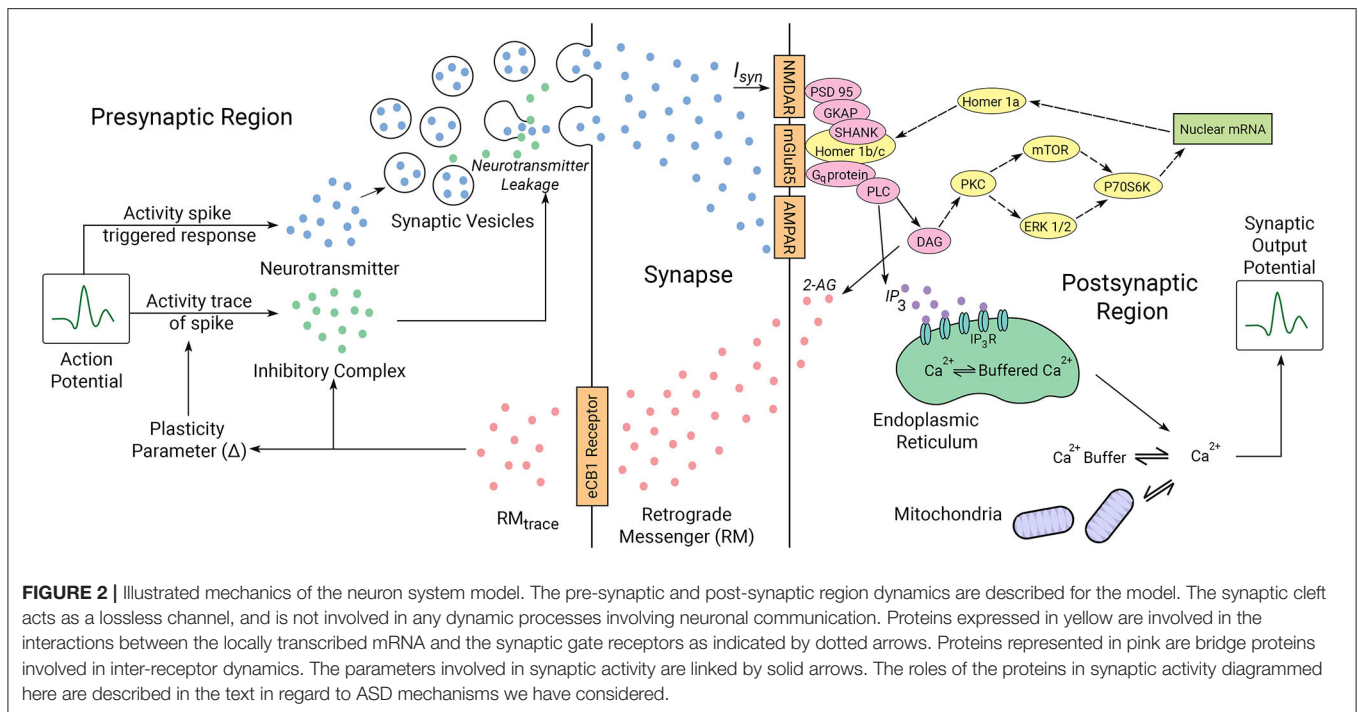 Presynaptic Region
Activity spike
triggered response
Neurotransmitter
Synaptic Vesicles
Neurotransmitter
Leakage
Activity trace
of spike
Action
Potential
Inhibitory Complex
Plasticity
Parameter (Δ)
RMtrace
eCB1 Receptor
Retrograde
Messenger (RM)
Synapse
Isyn
NMDAR
mGluR5
AMPAR
PSD 95
GKAP
SHANK
Homer 1b/c
Gq protein
PLC
DAG
Homer 1a
Nuclear mRNA
mTOR
PKC
P70S6K
ERK 1/2
2-AG
IP3
IP3R
Ca2+ ⇌ Buffered Ca2+
Endoplasmic
Reticulum
Postsynaptic
Region
Synaptic
Output
Potential
Ca2+ Buffer ⇌ Ca2+
Mitochondria
FIGURE 2 | Illustrated mechanics of the neuron system model. The pre-synaptic and post-synaptic region dynamics are described for the model. The synaptic cleft
acts as a lossless channel, and is not involved in any dynamic processes involving neuronal communication. Proteins expressed in yellow are involved in the
interactions between the locally transcribed mRNA and the synaptic gate receptors as indicated by dotted arrows. Proteins represented in pink are bridge proteins
involved in inter-receptor dynamics. The parameters involved in synaptic activity are linked by solid arrows. The roles of the proteins in synaptic activity diagrammed
here are described in the text in regard to ASD mechanisms we have considered.